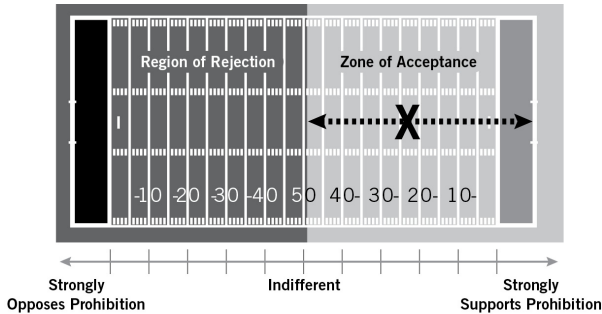 Region of Rejection Zone of Acceptance
X
-10 -20 -30 -40 50 40- 30- 20- 10-
Strongly Opposes Prohibition
Indifferent
Strongly Supports Prohibition